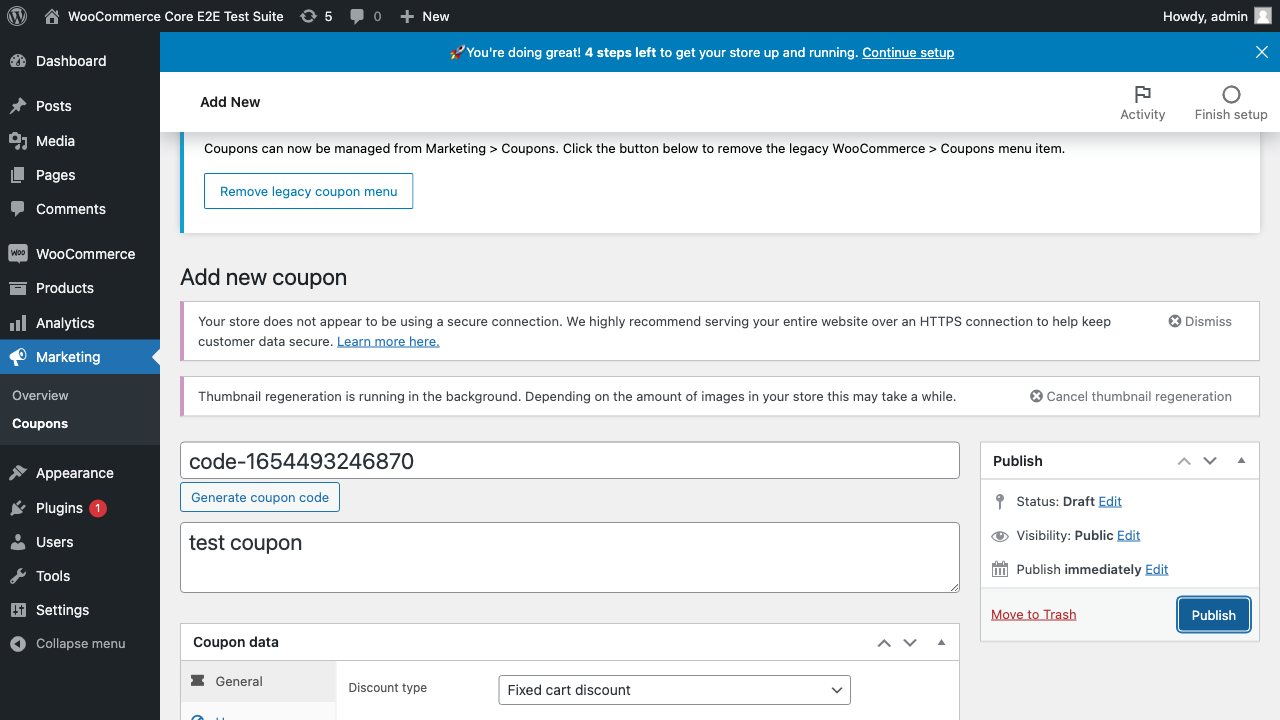 WooCommerce Core E2E Test Suite 5 0 New Howdy, admin
🚀You're doing great! 4 steps left to get your store up and running. Continue setup
Dashboard
Posts
Media
Pages
Comments
WOO WooCommerce
Products
Analytics
Marketing
Overview
Coupons
Appearance
Plugins 1
Users
Tools
Settings
Collapse menu
Add New
Activity
Finish setup
Coupons can now be managed from Marketing > Coupons. Click the button below to remove the legacy WooCommerce > Coupons menu item.
Remove legacy coupon menu
Add new coupon
Your store does not appear to be using a secure connection. We highly recommend serving your entire website over an HTTPS connection to help keep
customer data secure. Learn more here.
Dismiss
Thumbnail regeneration is running in the background. Depending on the amount of images in your store this may take a while.
Cancel thumbnail regeneration
code-1654493246870
Generate coupon code
test coupon
Coupon data
General
Discount type
Fixed cart discount
Publish
Status: Draft Edit
Visibility: Public Edit
Publish immediately Edit
Move to Trash
Publish